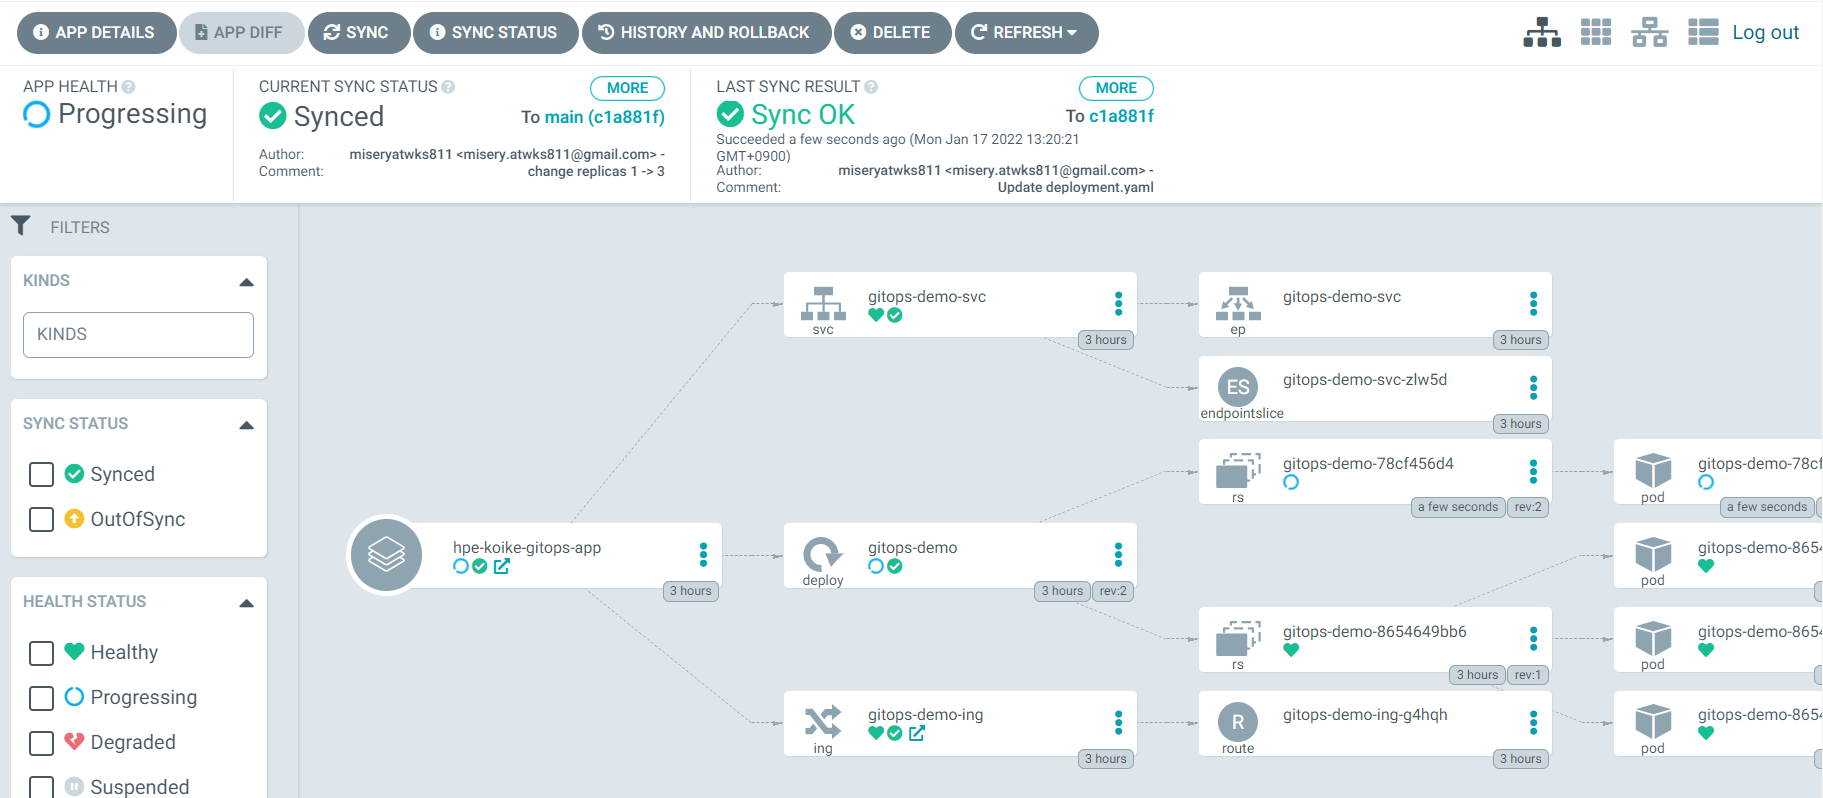 APP DETAILS
APP DIFF
SYNC
SYNC STATUS
HISTORY AND ROLLBACK
DELETE
REFRESH
Log out
APP HEALTH
Progressing
CURRENT SYNC STATUS
MORE
Synced
To main (c1a881f)
Author: miseryatwks811 <misery.atwks811@gmail.com> -
Comment: change replicas 1 -> 3
LAST SYNC RESULT
MORE
Sync OK
To c1a881f
Succeeded a few seconds ago (Mon Jan 17 2022 13:20:21
GMT+0900)
Author: miseryatwks811 <misery.atwks811@gmail.com> -
Comment: Update deployment.yaml
FILTERS
KINDS
KINDS
SYNC STATUS
Synced
OutOfSync
HEALTH STATUS
Healthy
Progressing
Degraded
Suspended
hpe-koike-gitops-app
3 hours
gitops-demo-svc
svc
3 hours
gitops-demo
deploy
3 hours
rev:2
gitops-demo-ing
ing
3 hours
gitops-demo-svc
ep
3 hours
ES
gitops-demo-svc-zlw5d
endpointslice
3 hours
gitops-demo-78cf456d4
rs
a few seconds
rev:2
gitops-demo-8654649bb6
rs
3 hours
rev:1
R
gitops-demo-ing-g4hqh
route
3 hours
gitops-demo-78cf
pod
a few seconds
gitops-demo-8654
pod
gitops-demo-8654
pod
gitops-demo-8654
pod